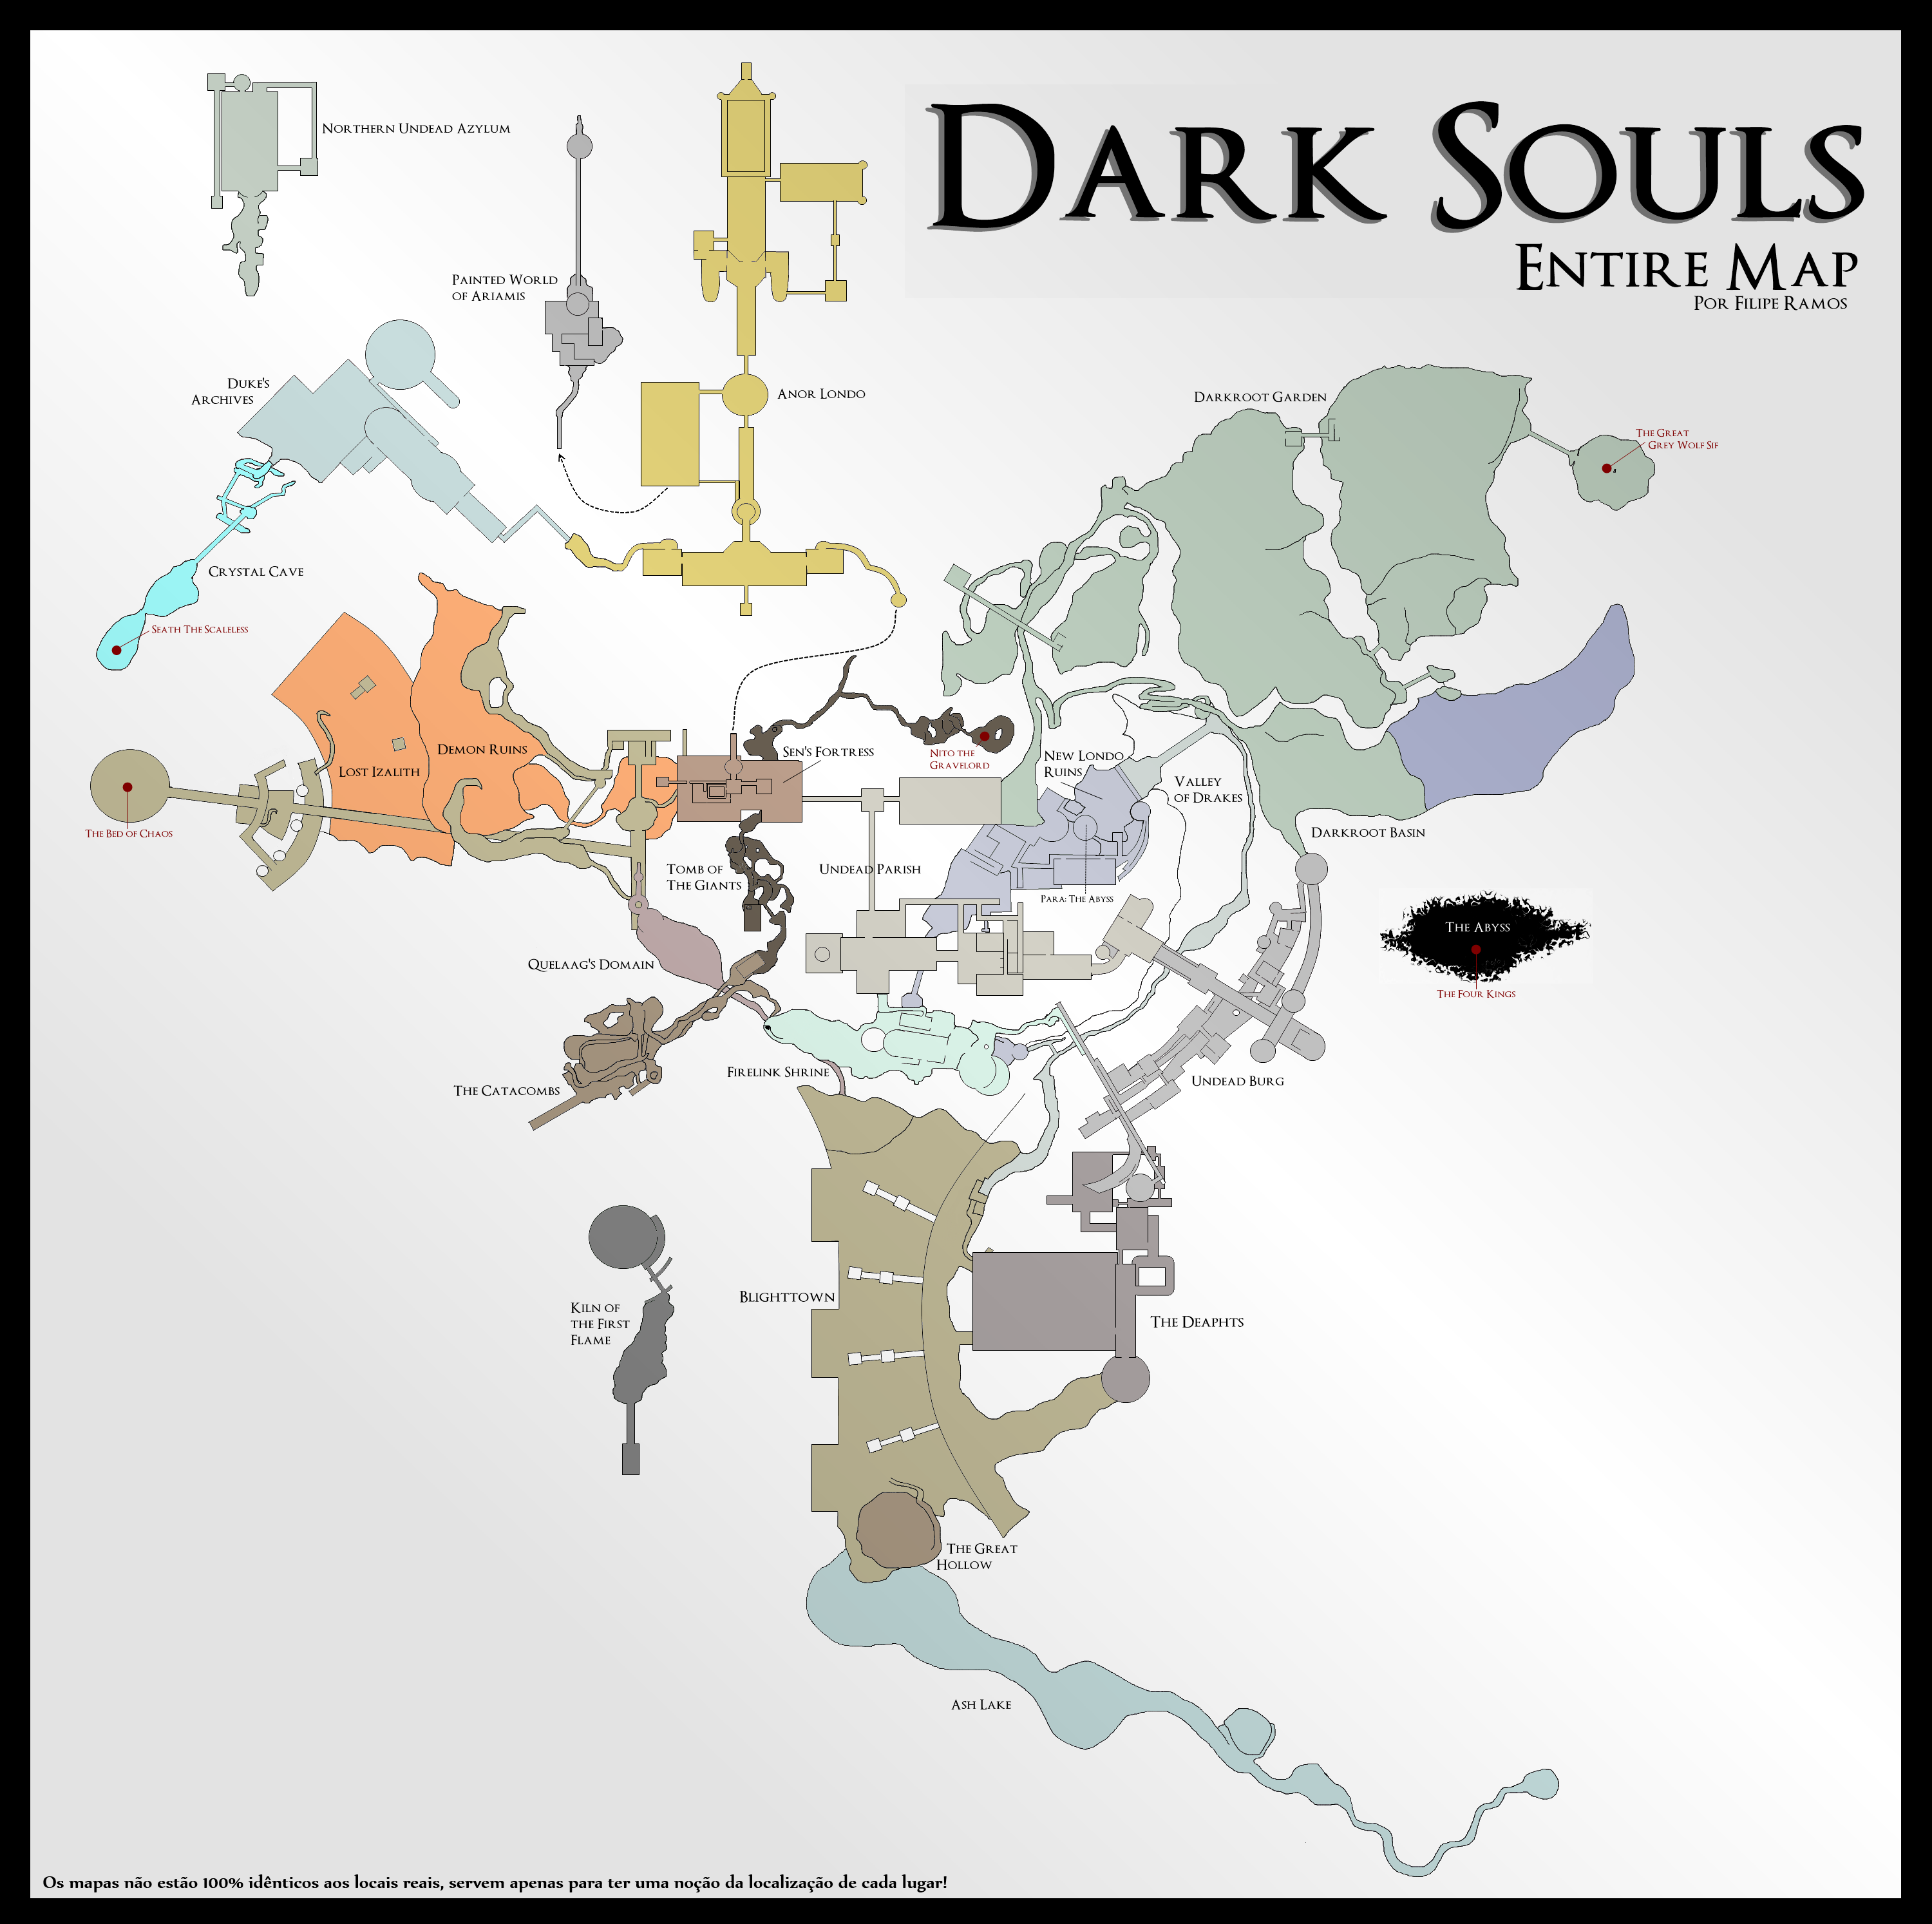 Dark Souls
Entire Map
Por Filipe Ramos
Northern Undead Azylum
Painted World
of Ariamis
Duke's
Archives
Anor Londo
Darkroot Garden
The Great
Grey Wolf Sif
Crystal Cave
Seath The Scaleless
Demon Ruins
Lost Izalith
Sen's Fortress
Nito the
Gravelord
New Londo
Ruins
Valley
of Drakes
The Bed of Chaos
Darkroot Basin
Tomb of
The Giants
Undead Parish
Para: The Abyss
The Abyss
The Four Kings
Quelaag's Domain
Firelink Shrine
Undead Burg
The Catacombs
Kiln of
the First
Flame
Blighttown
The Deaphts
The Great
Hollow
Ash Lake
Os mapas não estão 100% idênticos aos locais reais, servem apenas para ter uma noção da localização de cada lugar!